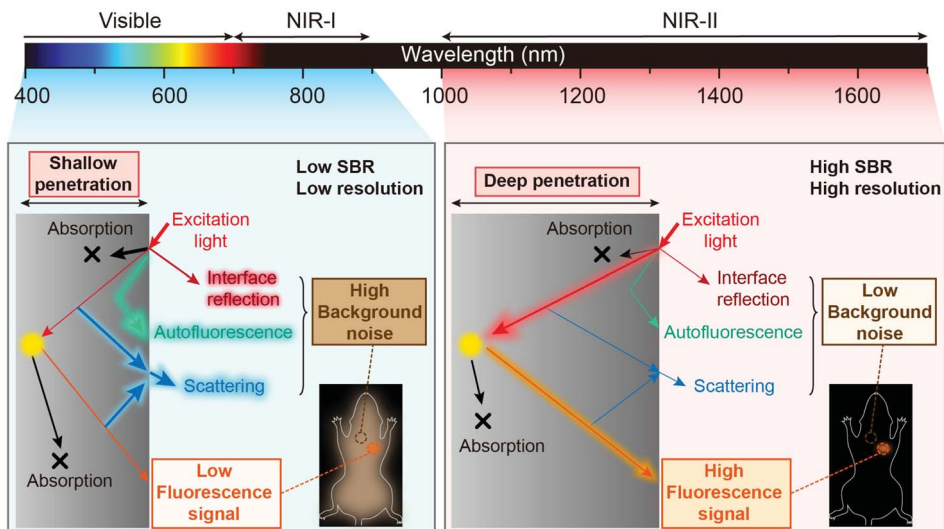 Visible
NIR-I
NIR-II
Wavelength (nm)
400
600
800
1000
1200
1400
1600
Shallow
penetration
Low SBR
Low resolution
Absorption
Excitation
light
Interface
reflection
Autofluorescence
Scattering
High
Background
noise
Absorption
Low
Fluorescence
signal
Deep penetration
High SBR
High resolution
Absorption
Excitation
light
Interface
reflection
Autofluorescence
Scattering
Low
Background
noise
Absorption
High
Fluorescence
signal